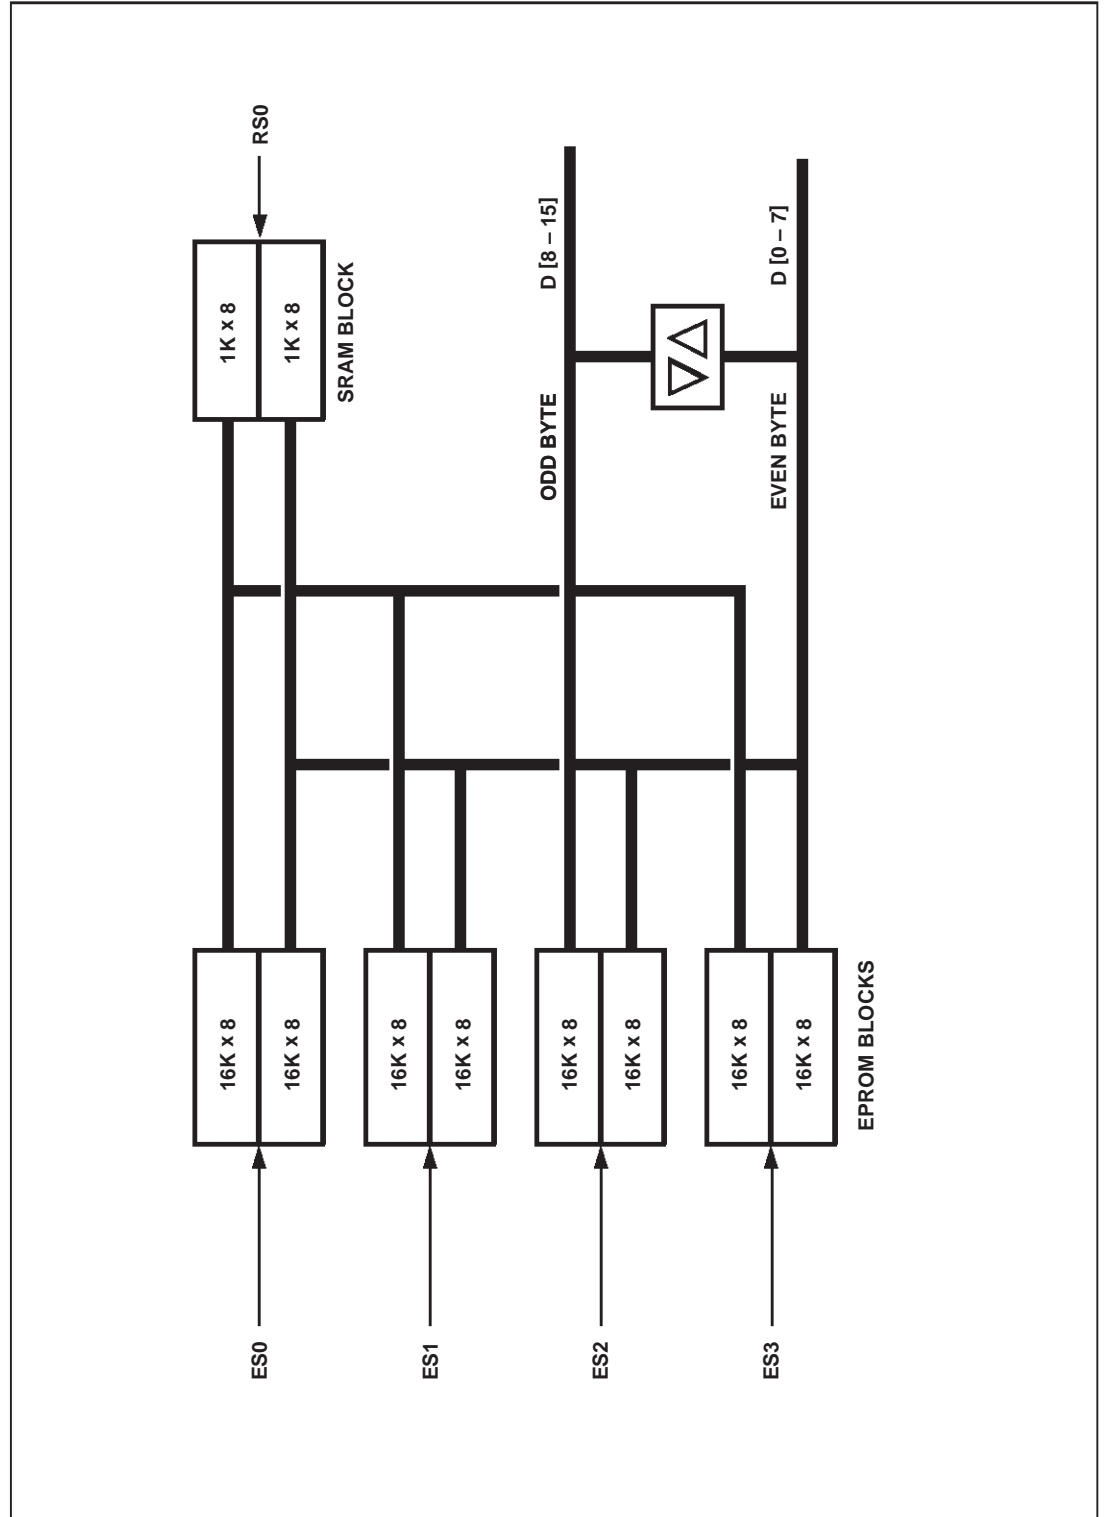 RS0
1K x 8
1K x 8
SRAM BLOCK
D [8 – 15]
D [0 – 7]
ODD BYTE
EVEN BYTE
16K x 8
16K x 8
16K x 8
16K x 8
16K x 8
16K x 8
16K x 8
16K x 8
EPROM BLOCKS
ES0
ES1
ES2
ES3